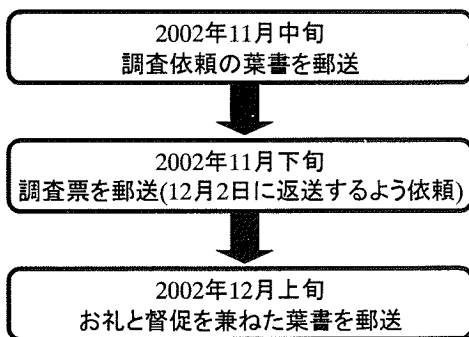 2002年11月中旬
調査依頼の葉書を郵送
2002年11月下旬
調査票を郵送(12月2日に返送するよう依頼)
2002年12月上旬
お礼と督促を兼ねた葉書を郵送